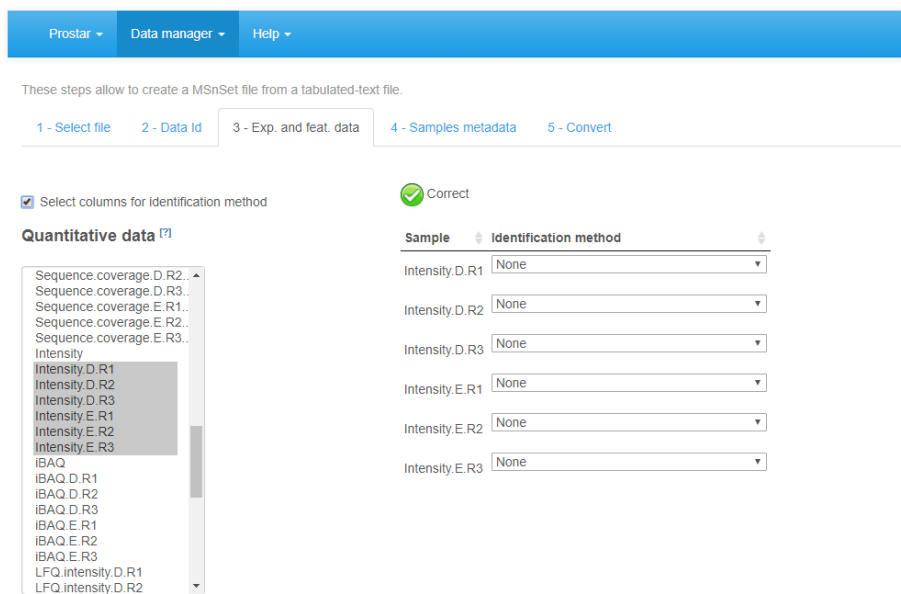 Prostar Data manager Help
These steps allow to create a MSnSet file from a tabulated-text file.
1 - Select file 2 - Data Id 3 - Exp. and feat. data 4 - Samples metadata 5 - Convert
Select columns for identification method
Quantitative data [?]
Sequence.coverage.D.R2..
Sequence.coverage.D.R3..
Sequence.coverage.E.R1..
Sequence.coverage.E.R2..
Sequence.coverage.E.R3..
Intensity
Intensity.D.R1
Intensity.D.R2
Intensity.D.R3
Intensity.E.R1
Intensity.E.R2
Intensity.E.R3
iBAQ
iBAQ.D.R1
iBAQ.D.R2
iBAQ.D.R3
iBAQ.E.R1
iBAQ.E.R2
iBAQ.E.R3
LFQ.intensity.D.R1
LFQ.intensity.D.R2
Correct
Sample Identification method
Intensity.D.R1 None
Intensity.D.R2 None
Intensity.D.R3 None
Intensity.E.R1 None
Intensity.E.R2 None
Intensity.E.R3 None